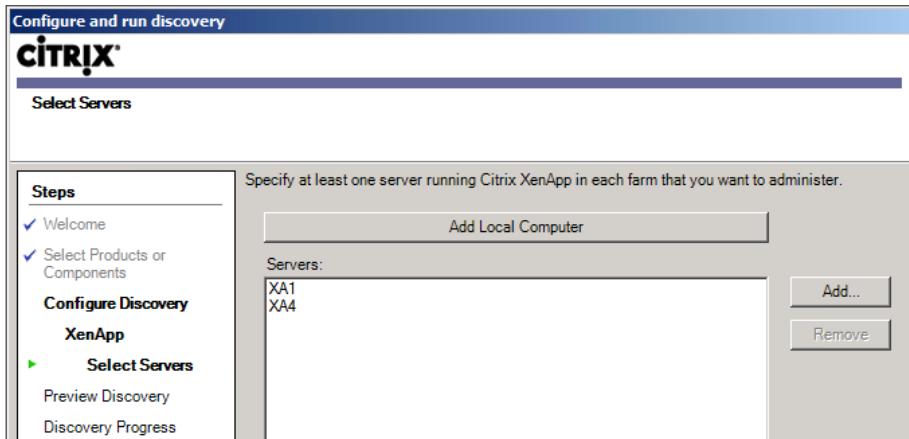 Configure and run discovery
CITRIX
Select Servers
Steps
Welcome
Select Products or
Components
Configure Discovery
XenApp
Select Servers
Preview Discovery
Discovery Progress
Specify at least one server running Citrix XenApp in each farm that you want to administer.
Add Local Computer
Servers:
XA1
XA4
Add...
Remove